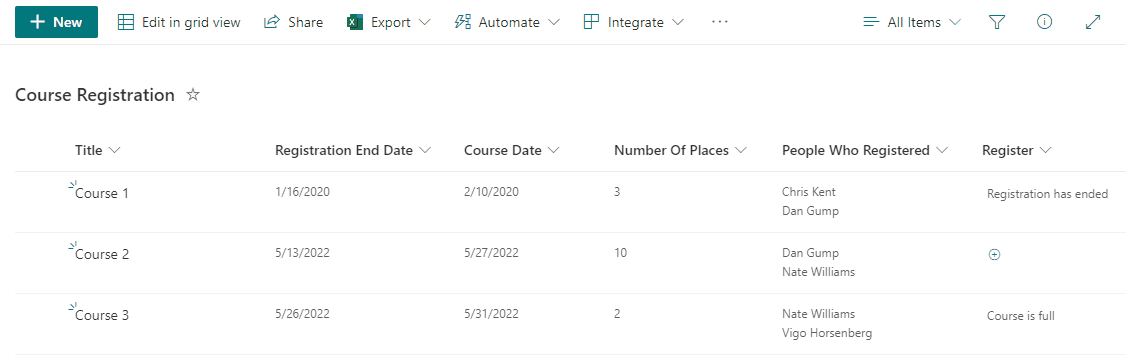 New Edit in grid view Share Export Automate Integrate ... All Items
Course Registration
Title Registration End Date Course Date Number Of Places People Who Registered Register
Course 1 1/16/2020 2/10/2020 3 Chris Kent Registration has ended
Dan Gump
Course 2 5/13/2022 5/27/2022 10 Dan Gump
Nate Williams
Course 3 5/26/2022 5/31/2022 2 Nate Williams Course is full
Vigo Horsenberg